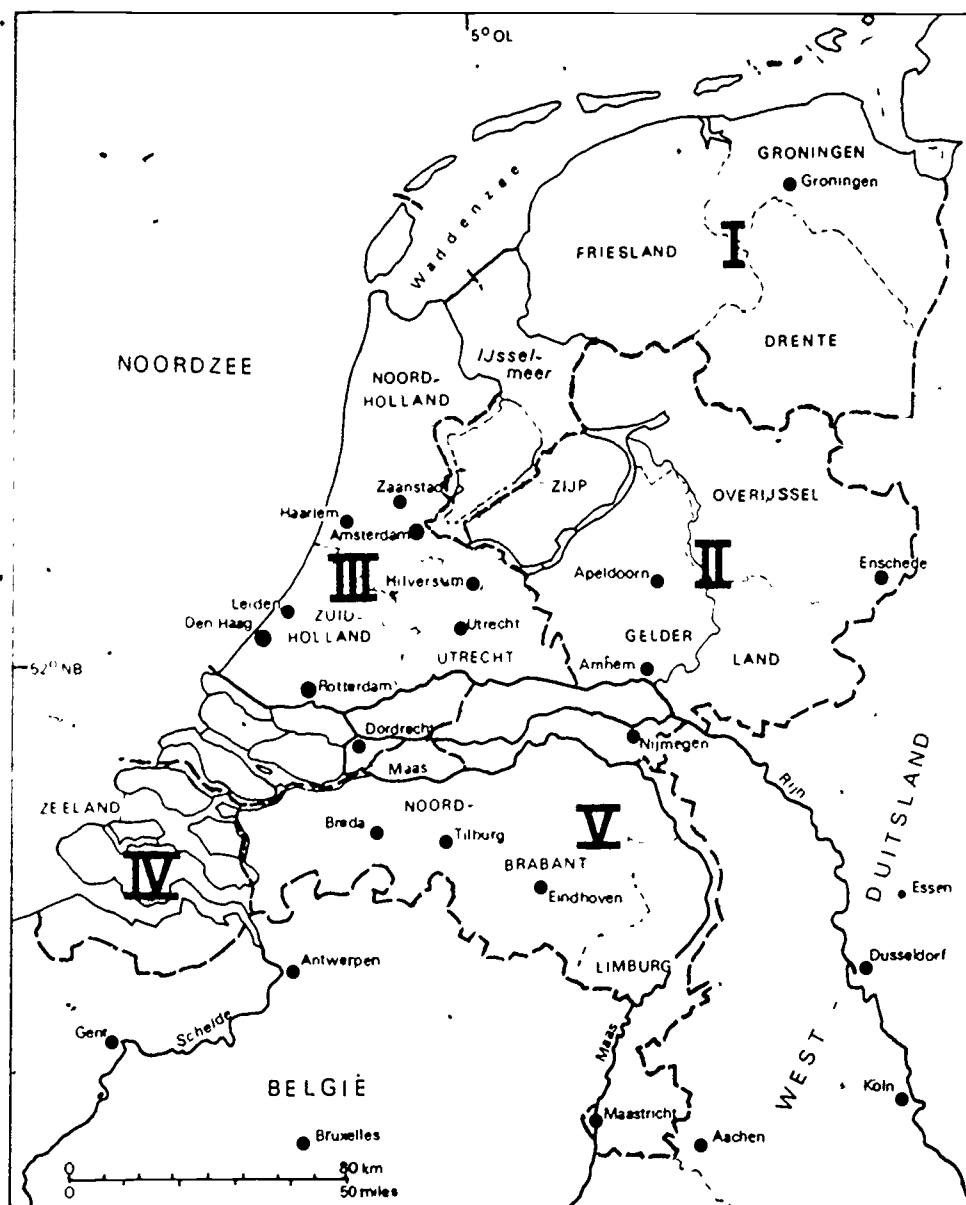 5° OL
GRONINGEN
Groningen
Waddenzee
FRIESLAND
I
DRENTE
NOORDZEE
IJssel-
meer
NOORD-
HOLLAND
ZIJP
OVERIJSSEL
Zaanstad
Haarlem
Amsterdam
III
II
Hilversum
Apeldoorn
Enschede
Leiden
ZUID-
HOLLAND
Den Haag
Utrecht
GELDER
LAND
UTRECHT
Arnhem
52° NB
Rotterdam
Dordrecht
Nijmegen
Maas
Rijn
DUITSLAND
ZEELAND
NOORD-
BRABANT
Breda
Tilburg
V
IV
Eindhoven
Essen
LIMBURG
Antwerpen
Dusseldorf
Gent
Schelde
Maas
WEST
BELGIË
Köln
Maastricht
Bruxelles
Aachen
0 80 km
0 50 miles